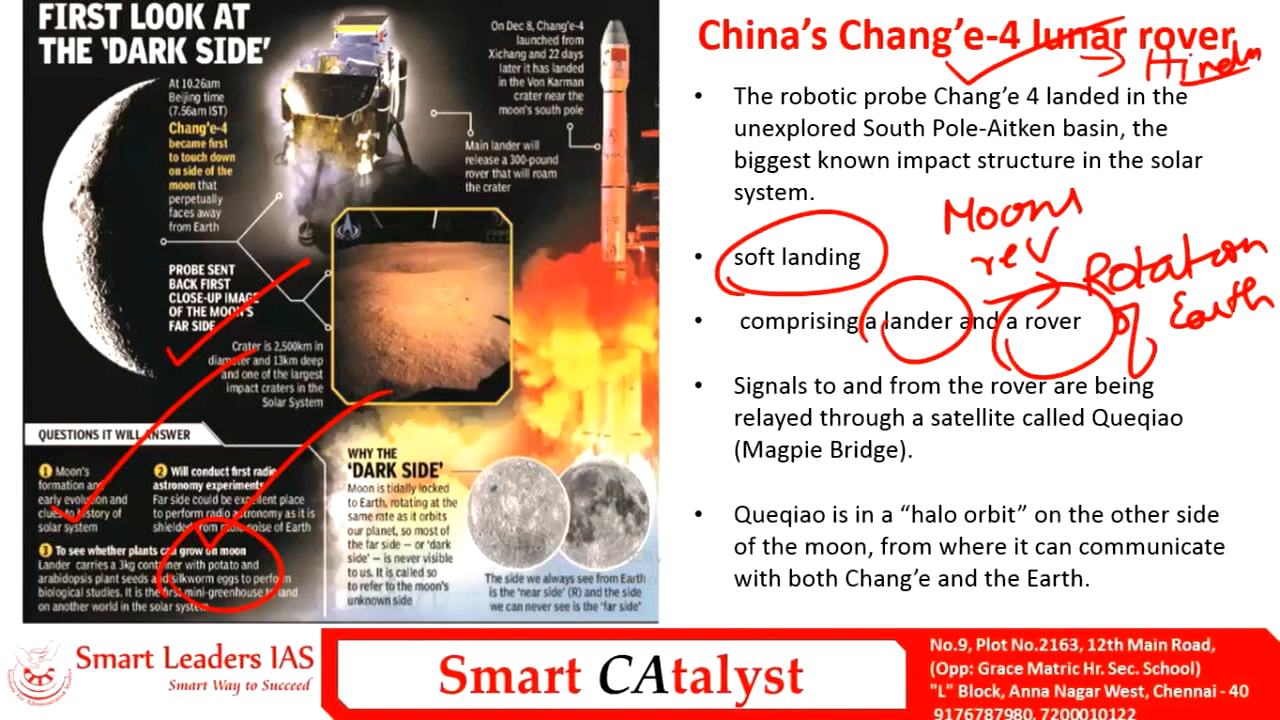 FIRST LOOK AT
THE 'DARK SIDE'
At 10.26am
Beijing time
(7.56am IST)
Chang'e-4
became first
to touch down
on side of the
moon that
perpetually
faces away
from Earth
On Dec 8, Chang'e-4
launched from
Xichang and 22 days
later it has landed
in the Von Karman
crater near the
moon's south pole
Main lander will
release a 300-pound
rover that will roam
the crater
PROBE SENT
BACK FIRST
CLOSE-UP IMAGE
OF THE MOON'S
FAR SIDE
Crater is 2,500km in
diameter and 13km deep
and one of the largest
impact craters in the
Solar System
QUESTIONS IT WILL ANSWER
1 Moon's
formation and
early evolution and
clues to history of
solar system
2 Will conduct first radio
astronomy experiments
Far side could be excellent place
to perform radio astronomy as it is
shielded from radio noise of Earth
3 To see whether plants can grow on moon
Lander carries a 3kg container with potato and
arabidopsis plant seeds and silkworm eggs to perform
biological studies. It is the first mini-greenhouse to land
on another world in the solar system
WHY THE
'DARK SIDE'
Moon is tidally locked
to Earth, rotating at the
same rate as it orbits
our planet, so most of
the far side – or 'dark
side' – is never visible
to us. It is called so
to refer to the moon's
unknown side
The side we always see from Earth
is the 'near side' (R) and the side
we can never see is the 'far side'
China's Chang'e-4 lunar rover
Hindu
• The robotic probe Chang'e 4 landed in the
unexplored South Pole-Aitken basin, the
biggest known impact structure in the solar
system.
Moons
rev
Rotation
of
Earth
• soft landing
• comprising a lander and a rover
• Signals to and from the rover are being
relayed through a satellite called Queqiao
(Magpie Bridge).
• Queqiao is in a “halo orbit” on the other side
of the moon, from where it can communicate
with both Chang'e and the Earth.
Smart Leaders IAS
Smart Way to Succeed
Smart CAtalyst
No.9, Plot No.2163, 12th Main Road,
(Opp: Grace Matric Hr. Sec. School)
"L" Block, Anna Nagar West, Chennai - 40
9176787980, 7200010122